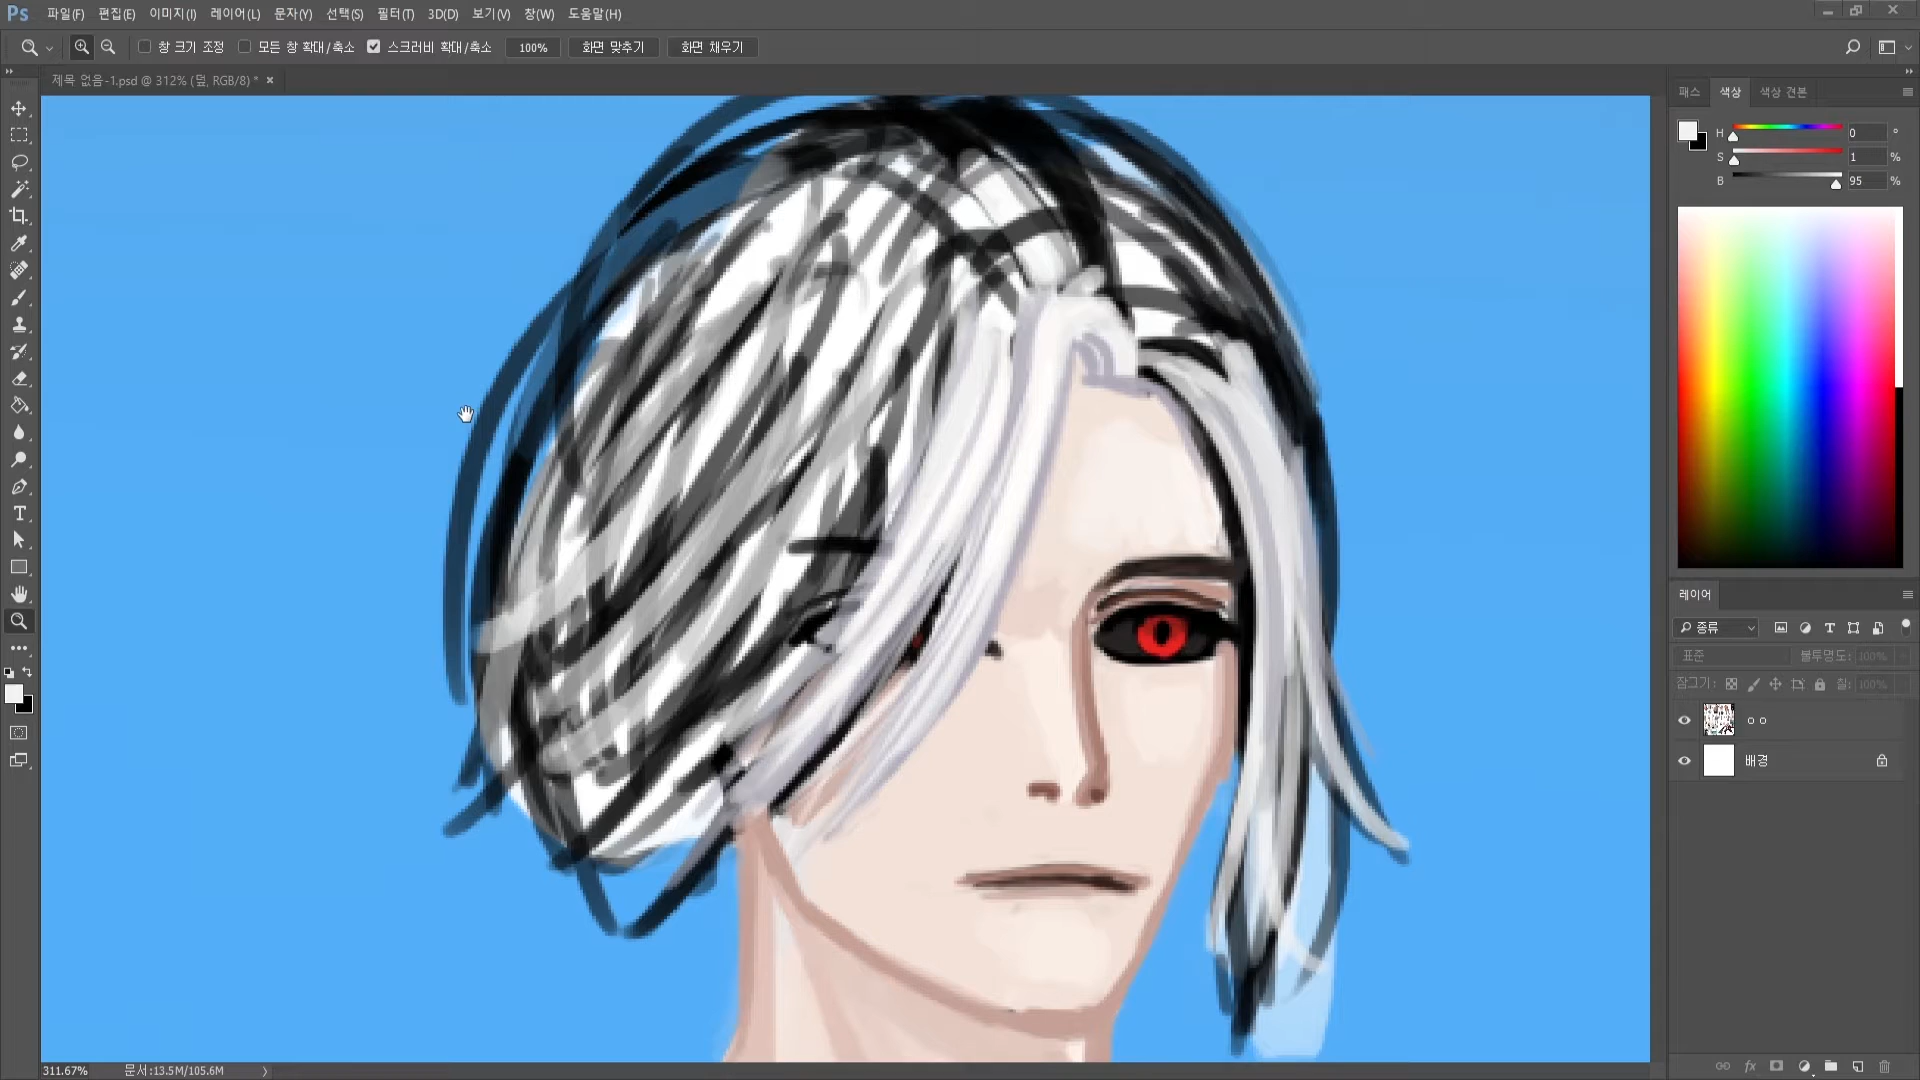 Ps 파일(F) 편집(E) 이미지(I) 레이어(L) 문자(Y) 선택(S) 필터(T) 3D(D) 보기(V) 창(W) 도움말(H)
창 크기 조정 모든 창 확대/축소 스크러비 확대/축소 100% 화면 맞추기 화면 채우기
제목 없음-1.psd @ 312% (덮, RGB/8) *
패스 색상 색상 견본
H 0 °
S 1 %
B 95 %
레이어
종류
표준 불투명도: 100%
잠그기: 칠: 100%
ㅇㅇ
배경
311.67% 문서:13.5M/105.6M